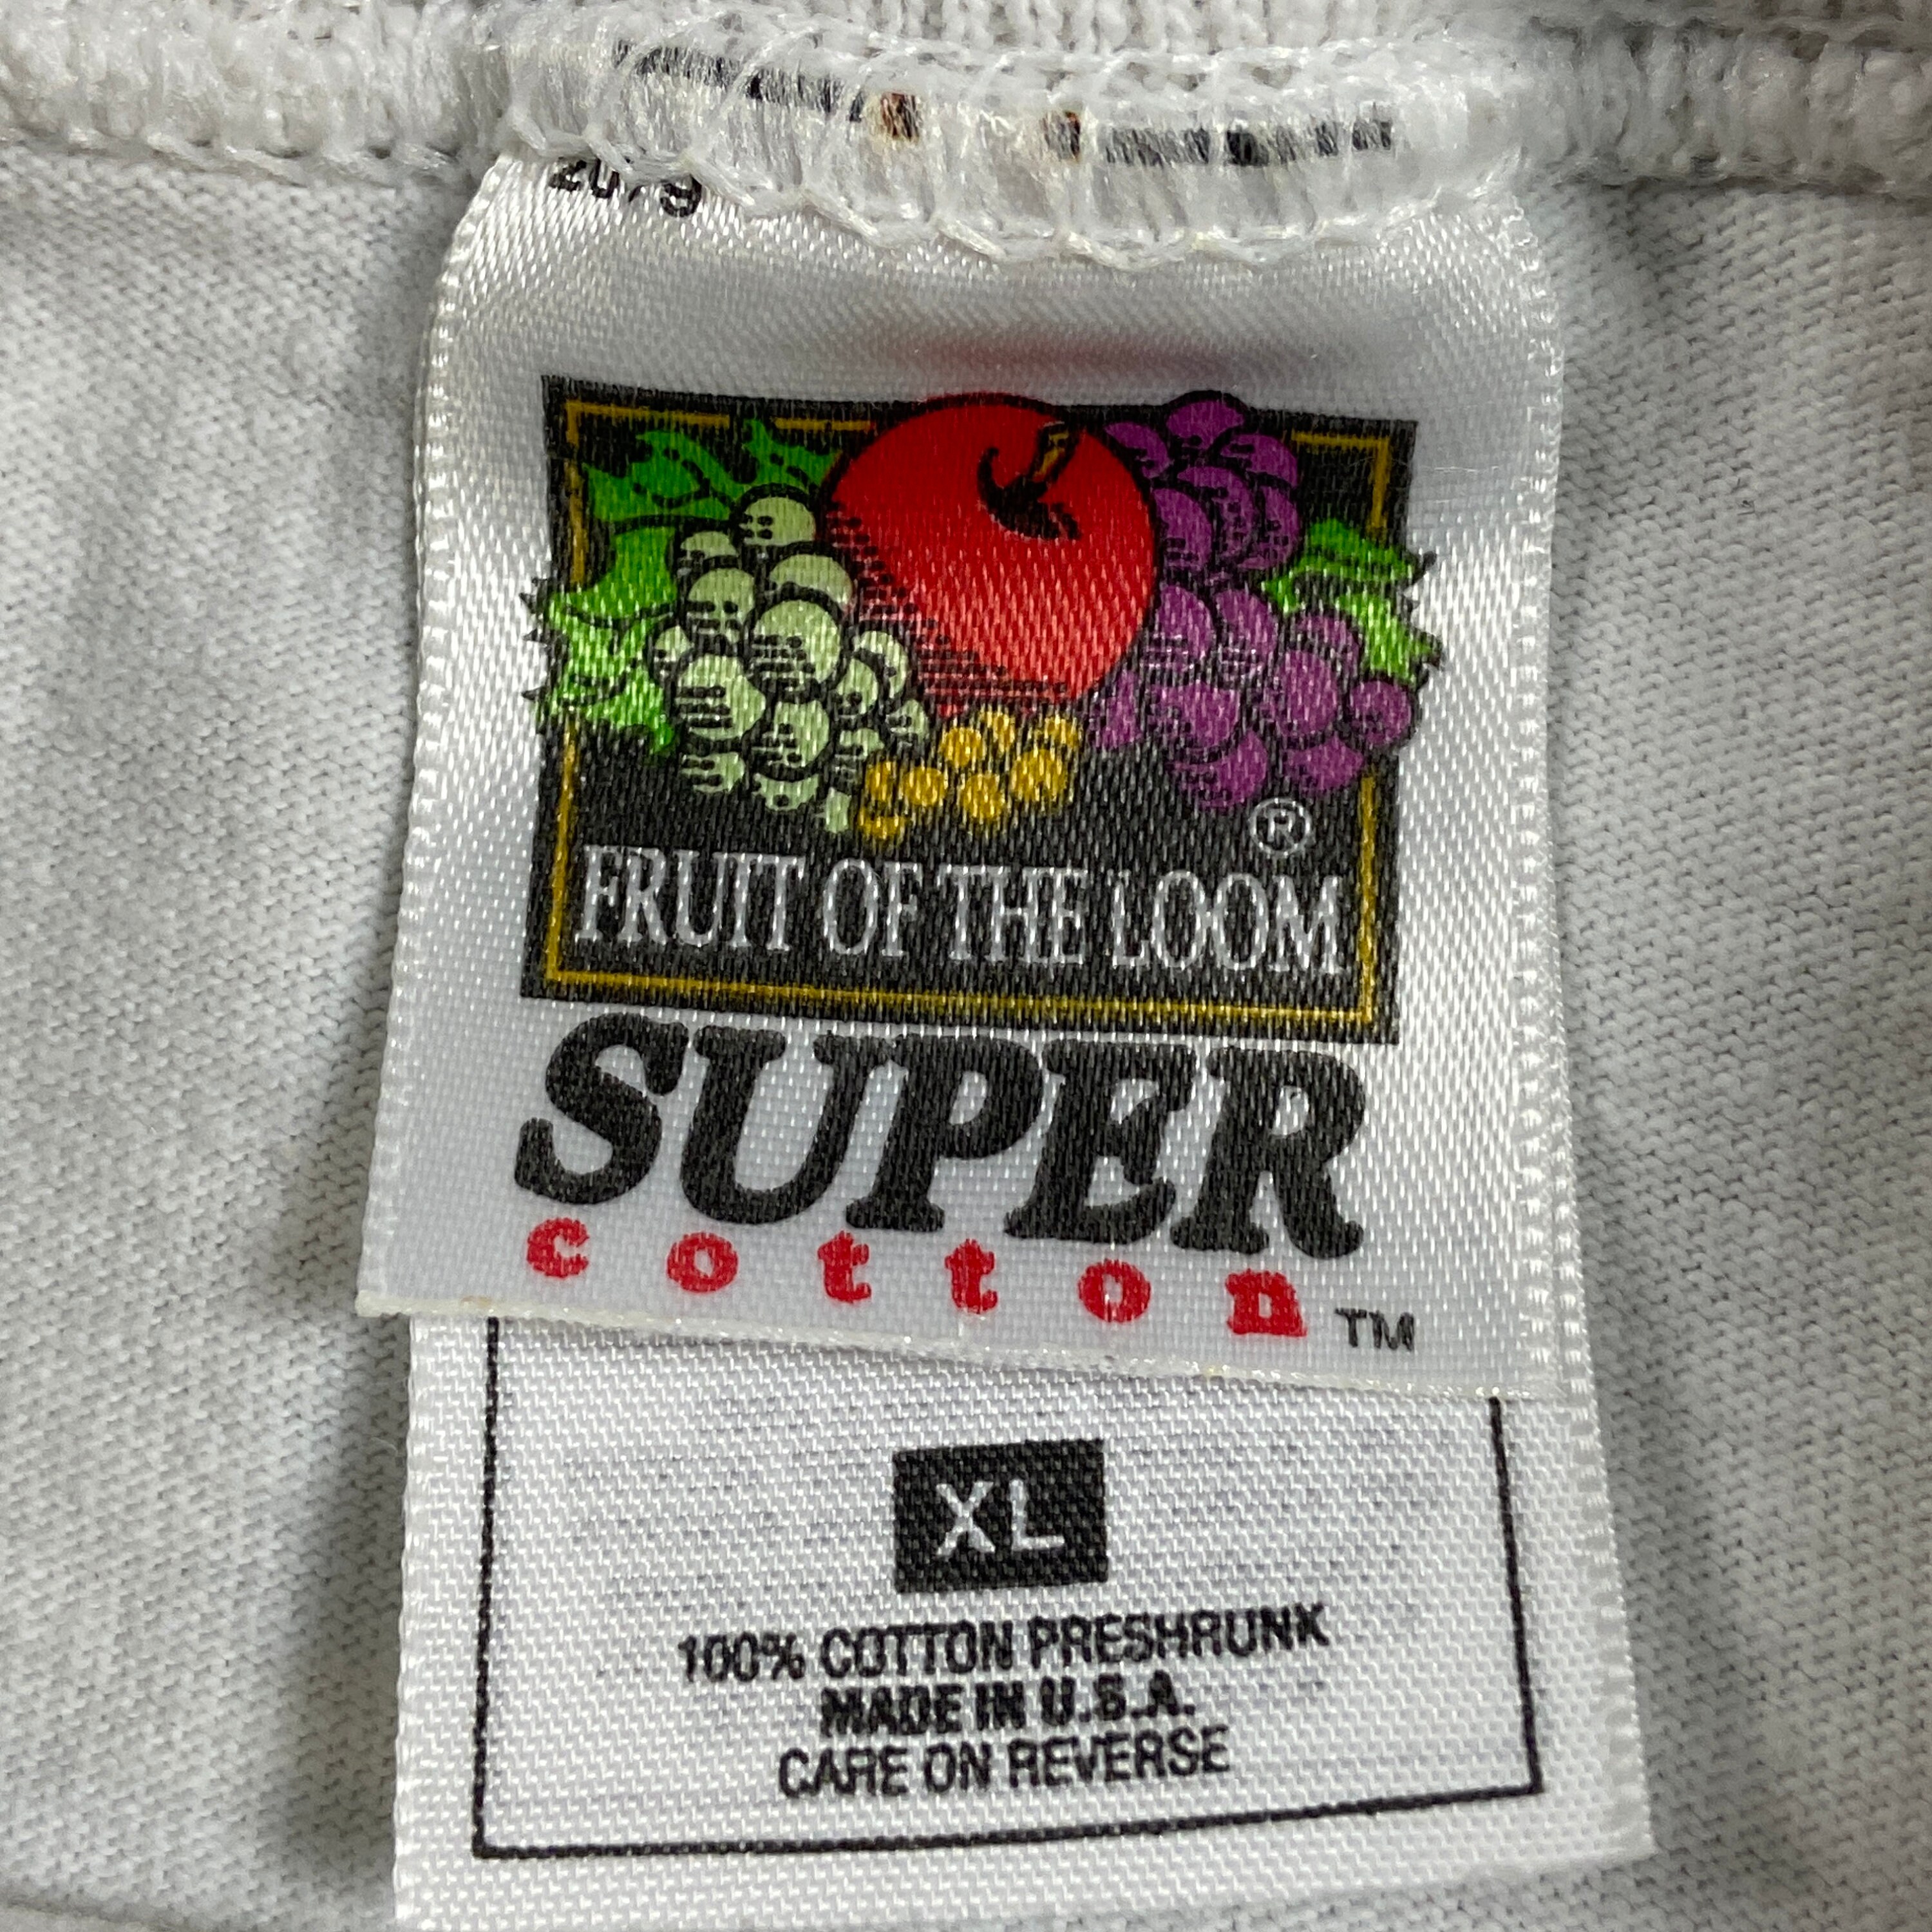 ®
FRUIT OF THE LOOM
SUPER
cotton ™
XL
100% COTTON PRESHRUNK
MADE IN U.S.A.
CARE ON REVERSE